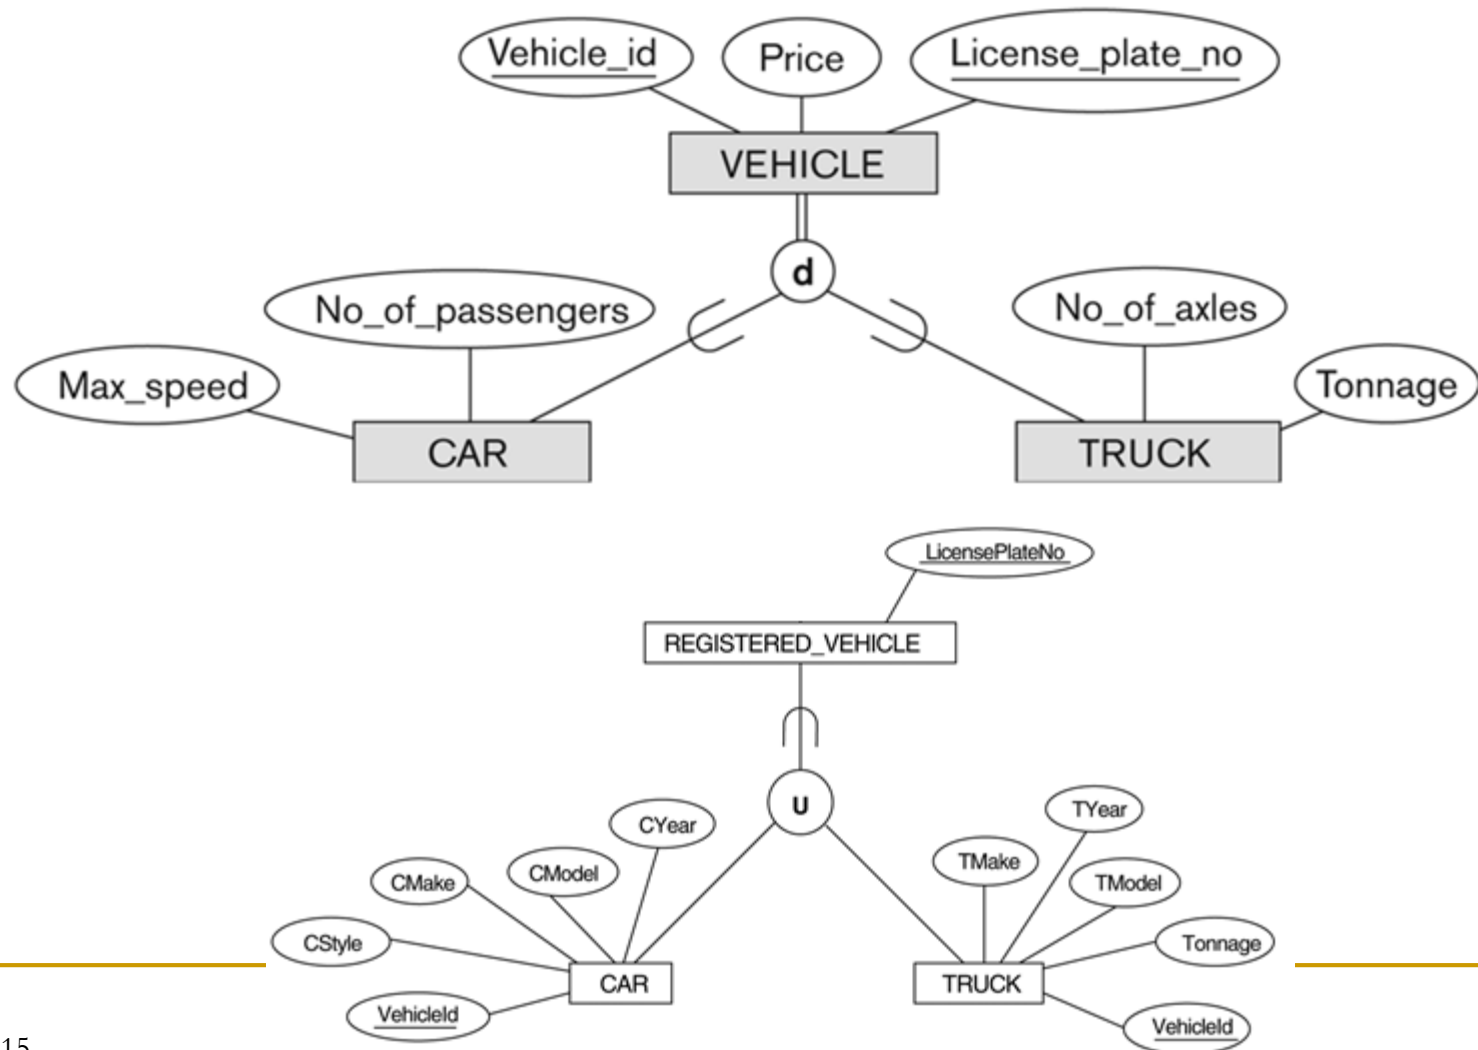 Vehicle_id
Price
License_plate_no
VEHICLE
d
No_of_passengers
No_of_axles
Max_speed
Tonnage
CAR
TRUCK
LicensePlateNo
REGISTERED_VEHICLE
U
CYear
TYear
CMake
CModel
TMake
TModel
CStyle
Tonnage
CAR
TRUCK
VehicleId
VehicleId
15